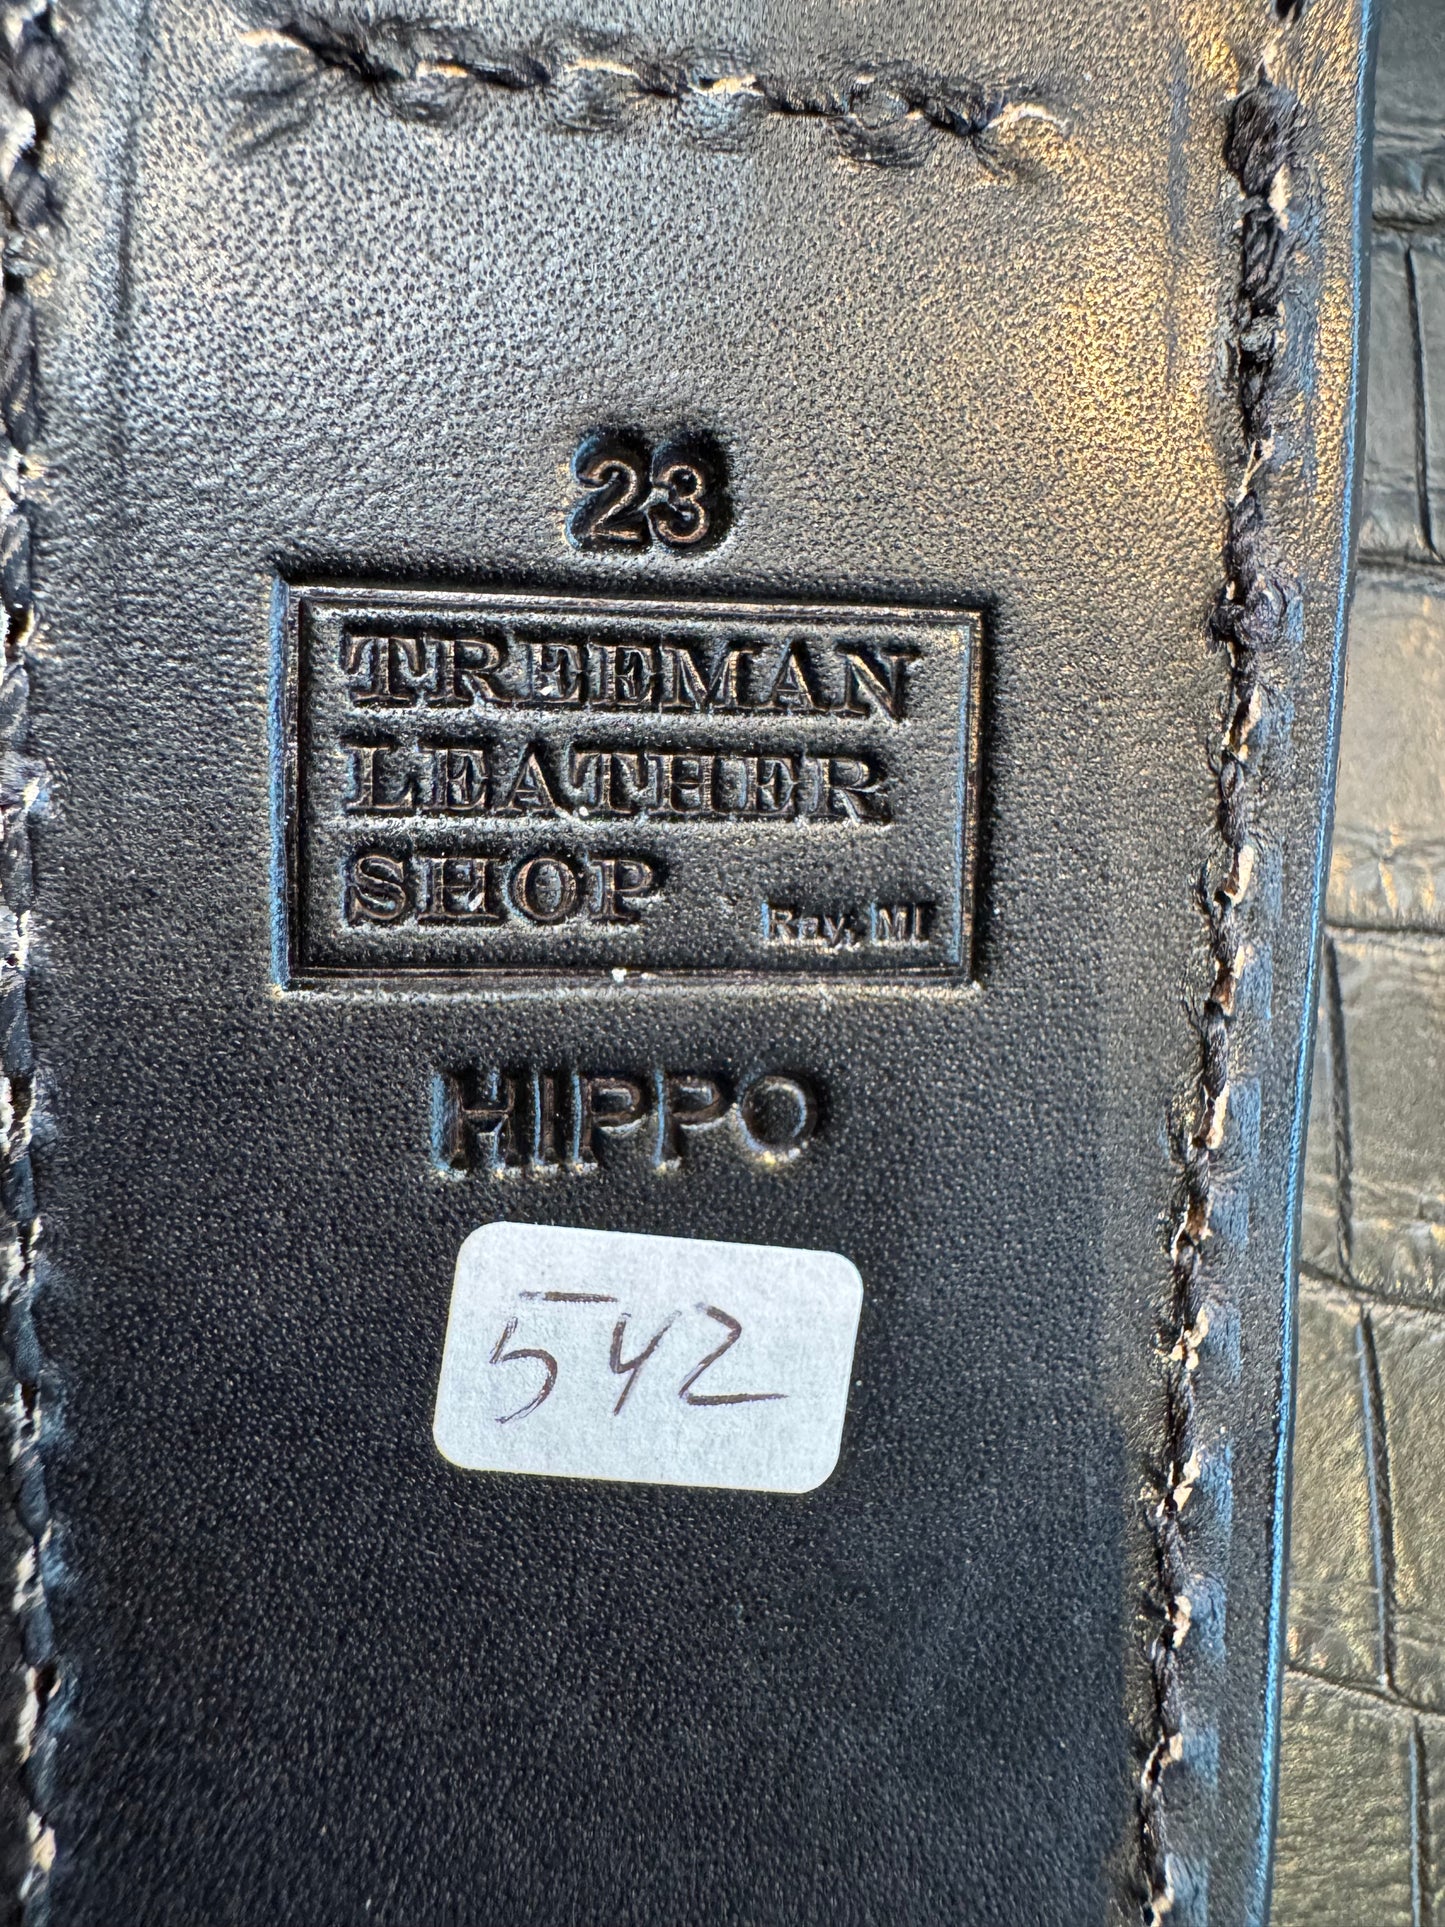 23
TREEMAN
LEATHER
SHOP Ray, MI
HIPPO
542